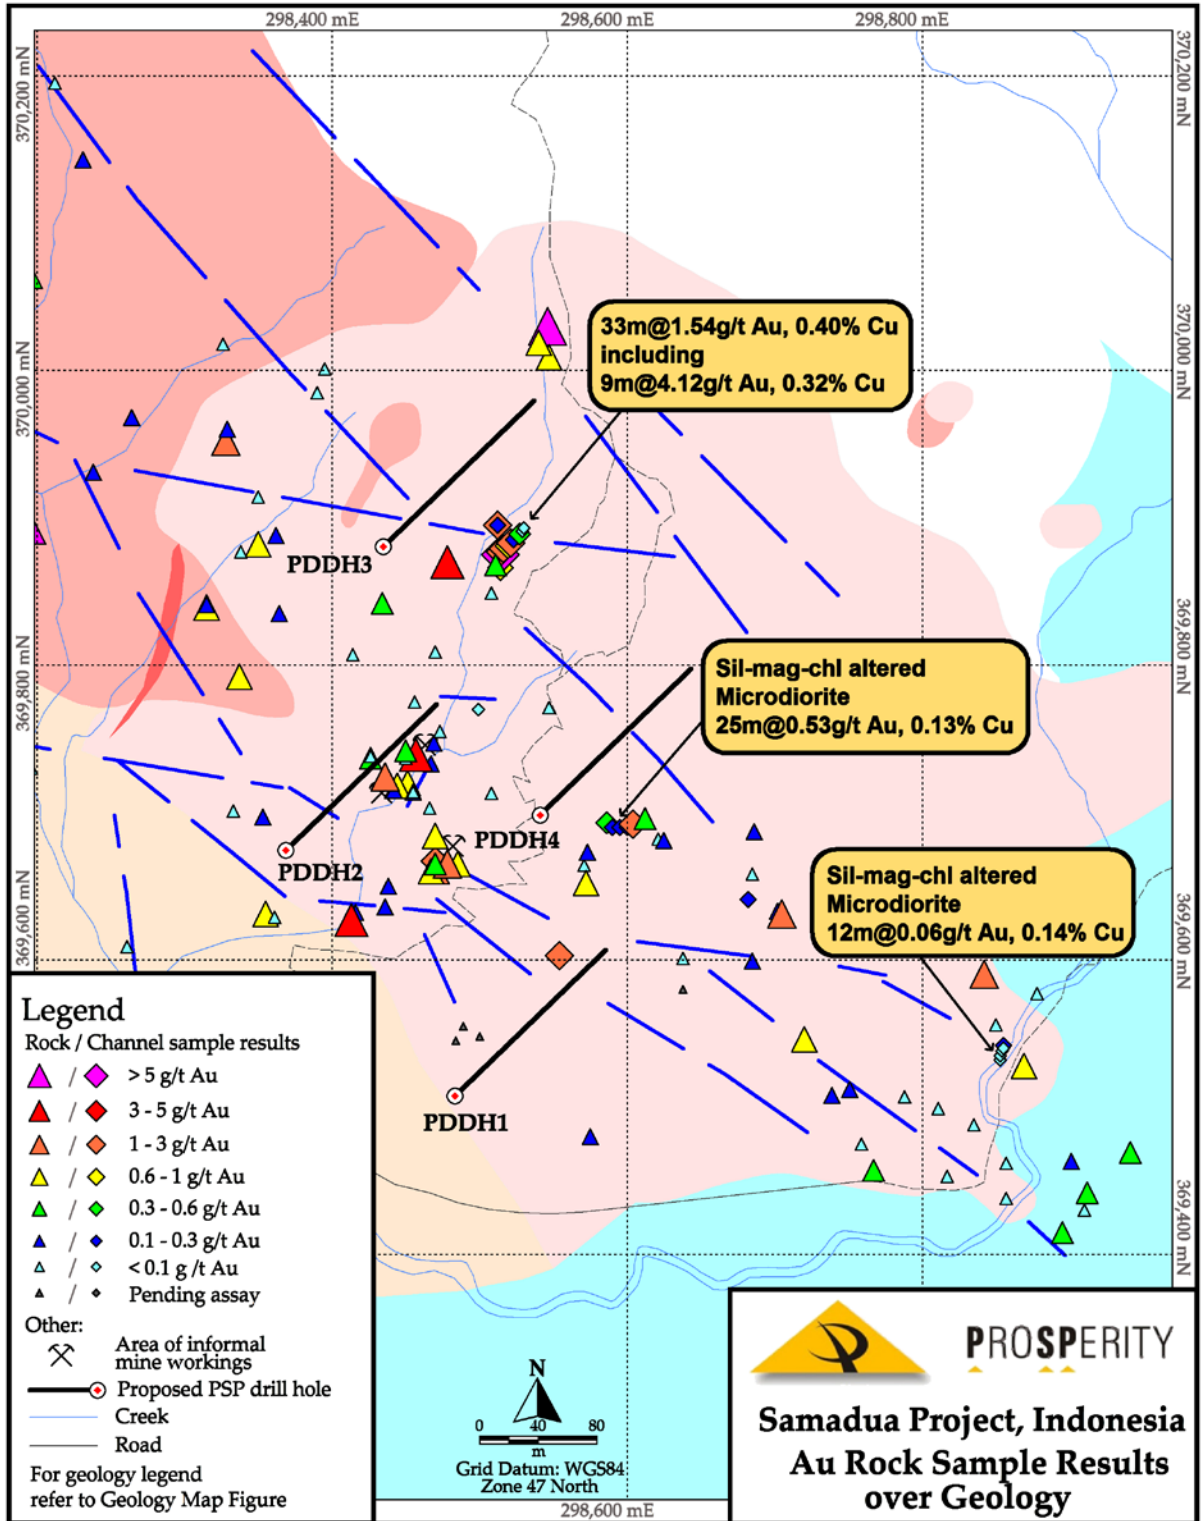 298,400 mE
298,600 mE
298,800 mE
370,200 mN
370,200 mN
370,000 mN
370,000 mN
369,800 mN
369,800 mN
369,600 mN
369,600 mN
369,400 mN
33m@1.54g/t Au, 0.40% Cu
including
9m@4.12g/t Au, 0.32% Cu
PDDH3
Sil-mag-chl altered
Microdiorite
25m@0.53g/t Au, 0.13% Cu
PDDH4
PDDH2
Sil-mag-chl altered
Microdiorite
12m@0.06g/t Au, 0.14% Cu
PDDH1
Legend
Rock / Channel sample results
/ > 5 g/t Au
/ 3 - 5 g/t Au
/ 1 - 3 g/t Au
/ 0.6 - 1 g/t Au
/ 0.3 - 0.6 g/t Au
/ 0.1 - 0.3 g/t Au
/ < 0.1 g /t Au
/ Pending assay
Other:
Area of informal
mine workings
Proposed PSP drill hole
Creek
Road
For geology legend
refer to Geology Map Figure
N
0 40 80
m
Grid Datum: WGS84
Zone 47 North
298,600 mE
PROSPERITY
Samadua Project, Indonesia
Au Rock Sample Results
over Geology